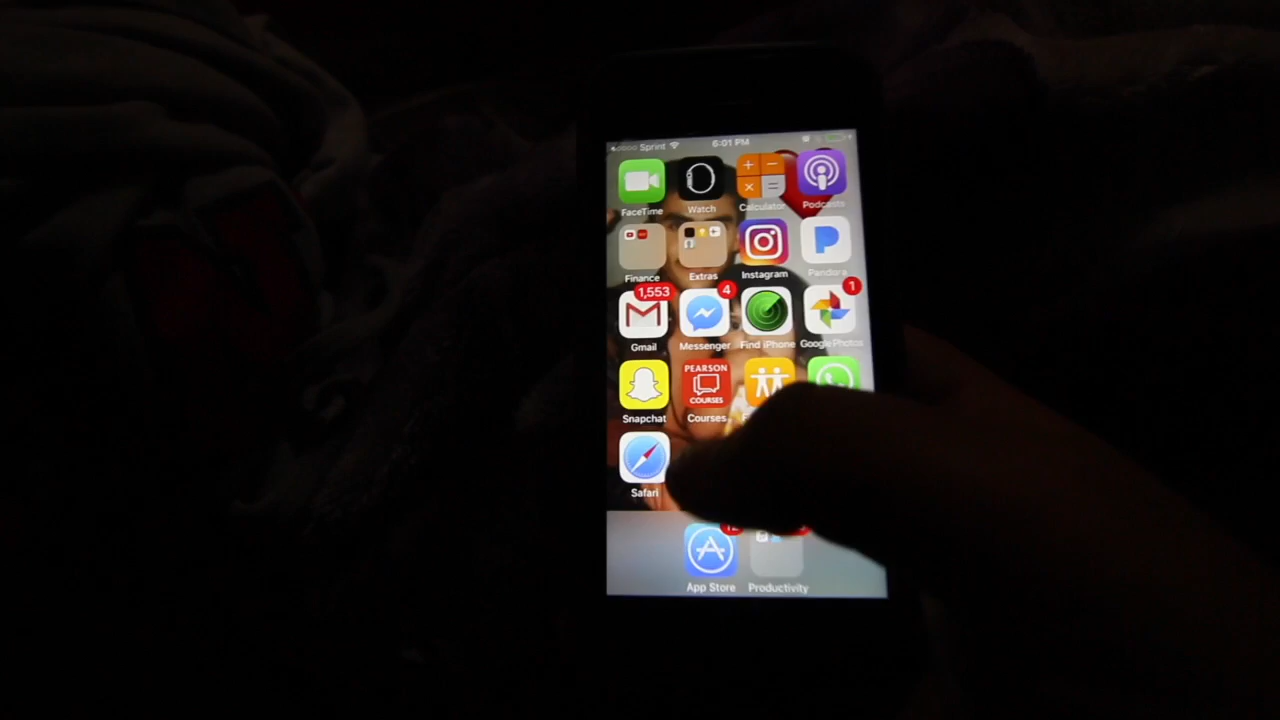 Sprint 6:01 PM
FaceTime Watch Calculator Podcasts
Finance Extras Instagram Pandora
1,553 4 1
Gmail Messenger Find iPhone Google Photos
PEARSON
COURSES
Snapchat Courses
Safari
App Store Productivity